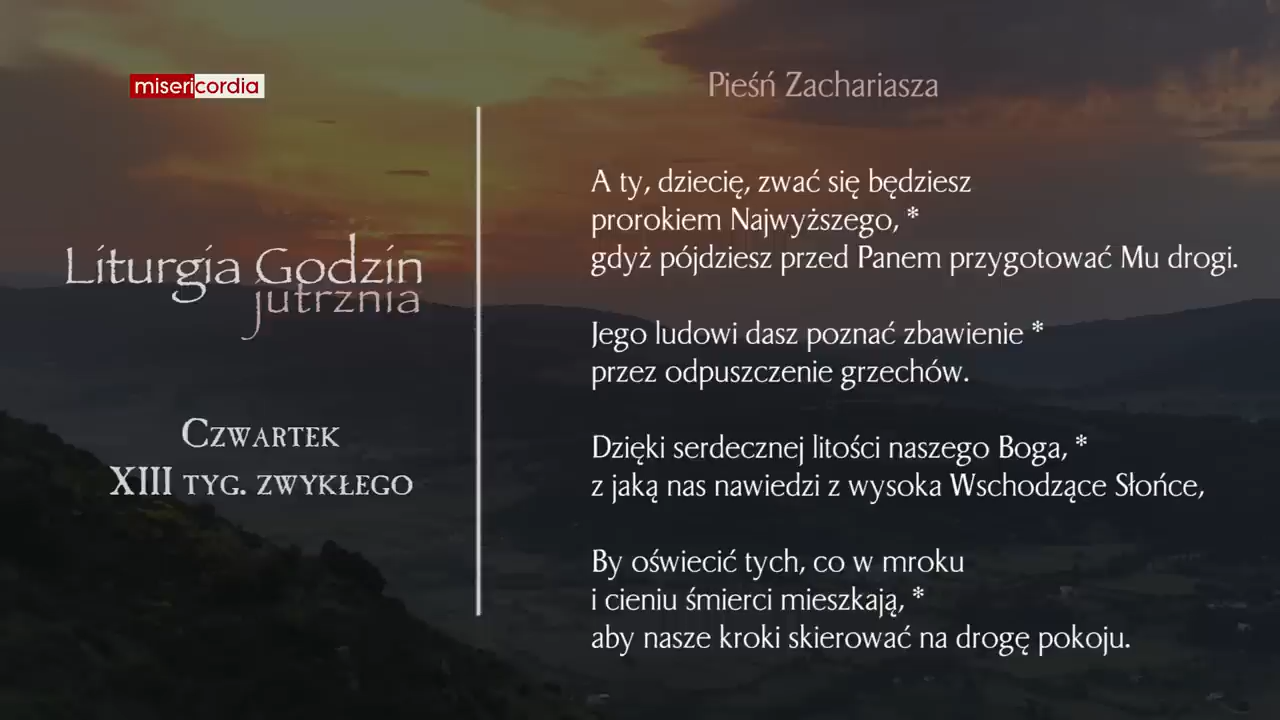 misericordia
Liturgia Godzin
jutrznia
Czwartek
XIII tyg. zwykłego
Pieśń Zachariasza
A ty, dziecię, zwać się będziesz
prorokiem Najwyższego, *
gdyż pójdziesz przed Panem przygotować Mu drogi.
Jego ludowi dasz poznać zbawienie *
przez odpuszczenie grzechów.
Dzięki serdecznej litości naszego Boga, *
z jaką nas nawiedzi z wysoka Wschodzące Słońce,
By oświecić tych, co w mroku
i cieniu śmierci mieszkają, *
aby nasze kroki skierować na drogę pokoju.